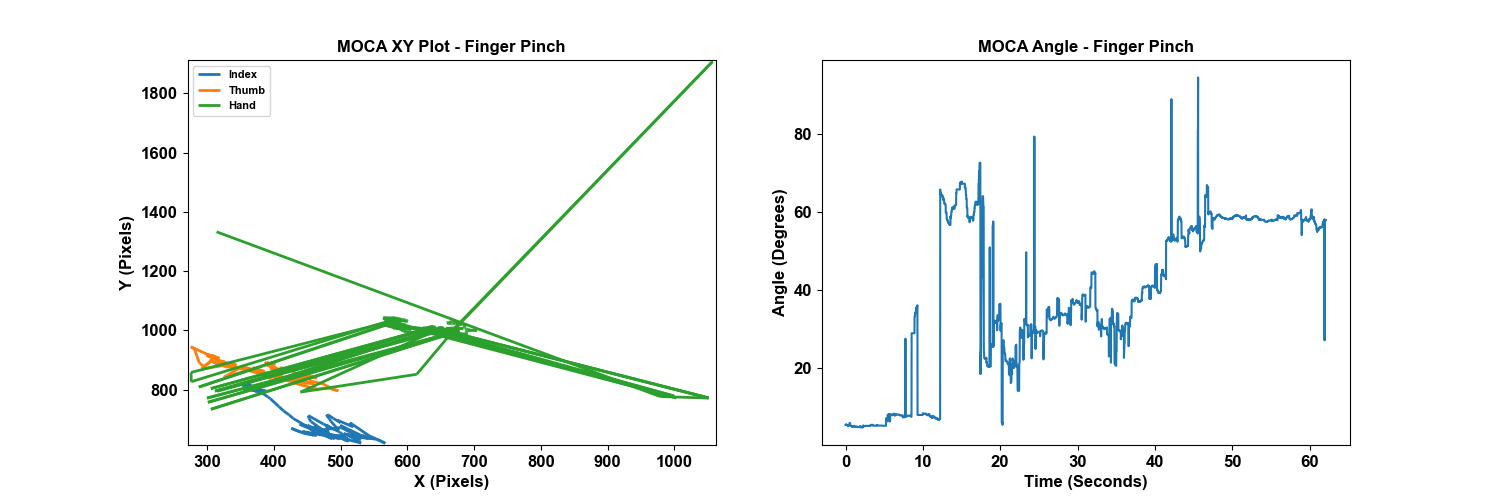 MOCA XY Plot - Finger Pinch
Index
Thumb
Hand
1800
1600
1400
1200
1000
800
Y (Pixels)
300 400 500 600 700 800 900 1000
X (Pixels)
MOCA Angle - Finger Pinch
80
60
40
20
Angle (Degrees)
0 10 20 30 40 50 60
Time (Seconds)